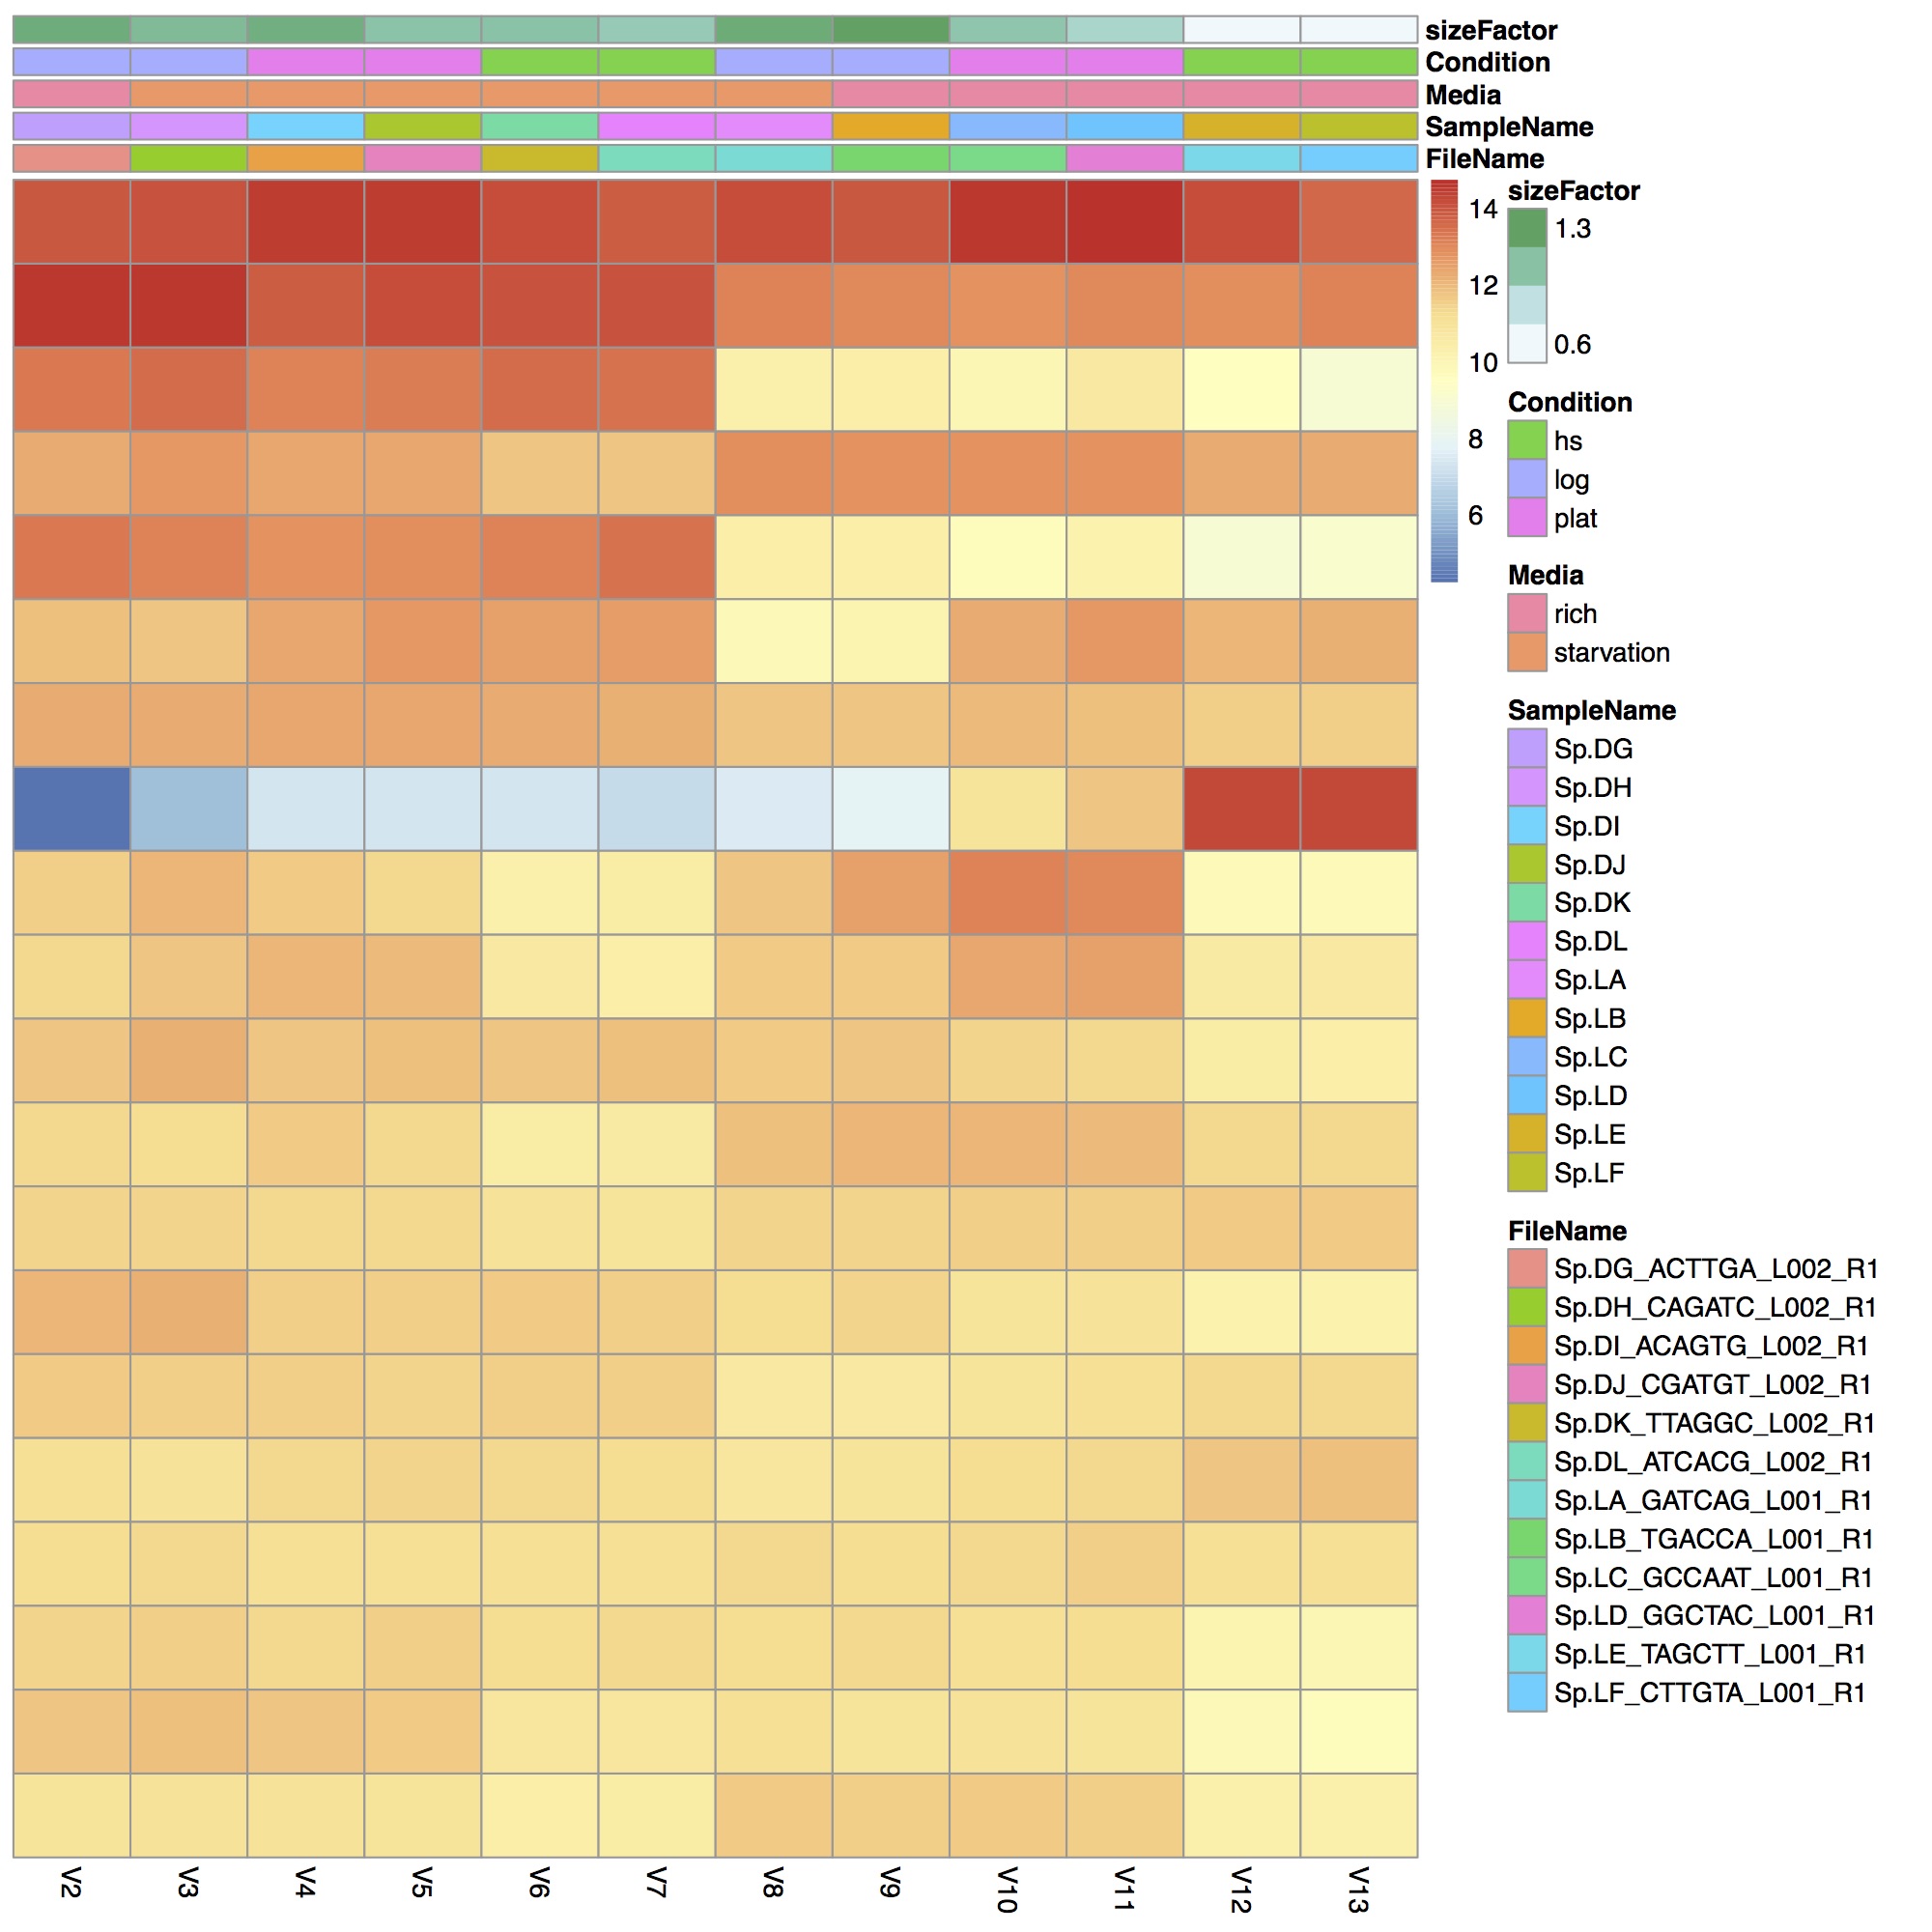 sizeFactor
Condition
Media
SampleName
FileName
14
12
10
8
6
sizeFactor
1.3
0.6
Condition
hs
log
plat
Media
rich
starvation
SampleName
Sp.DG
Sp.DH
Sp.DI
Sp.DJ
Sp.DK
Sp.DL
Sp.LA
Sp.LB
Sp.LC
Sp.LD
Sp.LE
Sp.LF
FileName
Sp.DG_ACTTGA_L002_R1
Sp.DH_CAGATC_L002_R1
Sp.DI_ACAGTG_L002_R1
Sp.DJ_CGATGT_L002_R1
Sp.DK_TTAGGC_L002_R1
Sp.DL_ATCACG_L002_R1
Sp.LA_GATCAG_L001_R1
Sp.LB_TGACCA_L001_R1
Sp.LC_GCCAAT_L001_R1
Sp.LD_GGCTAC_L001_R1
Sp.LE_TAGCTT_L001_R1
Sp.LF_CTTGTA_L001_R1
V2
V3
V4
V5
V6
V7
V8
V9
V10
V11
V12
V13